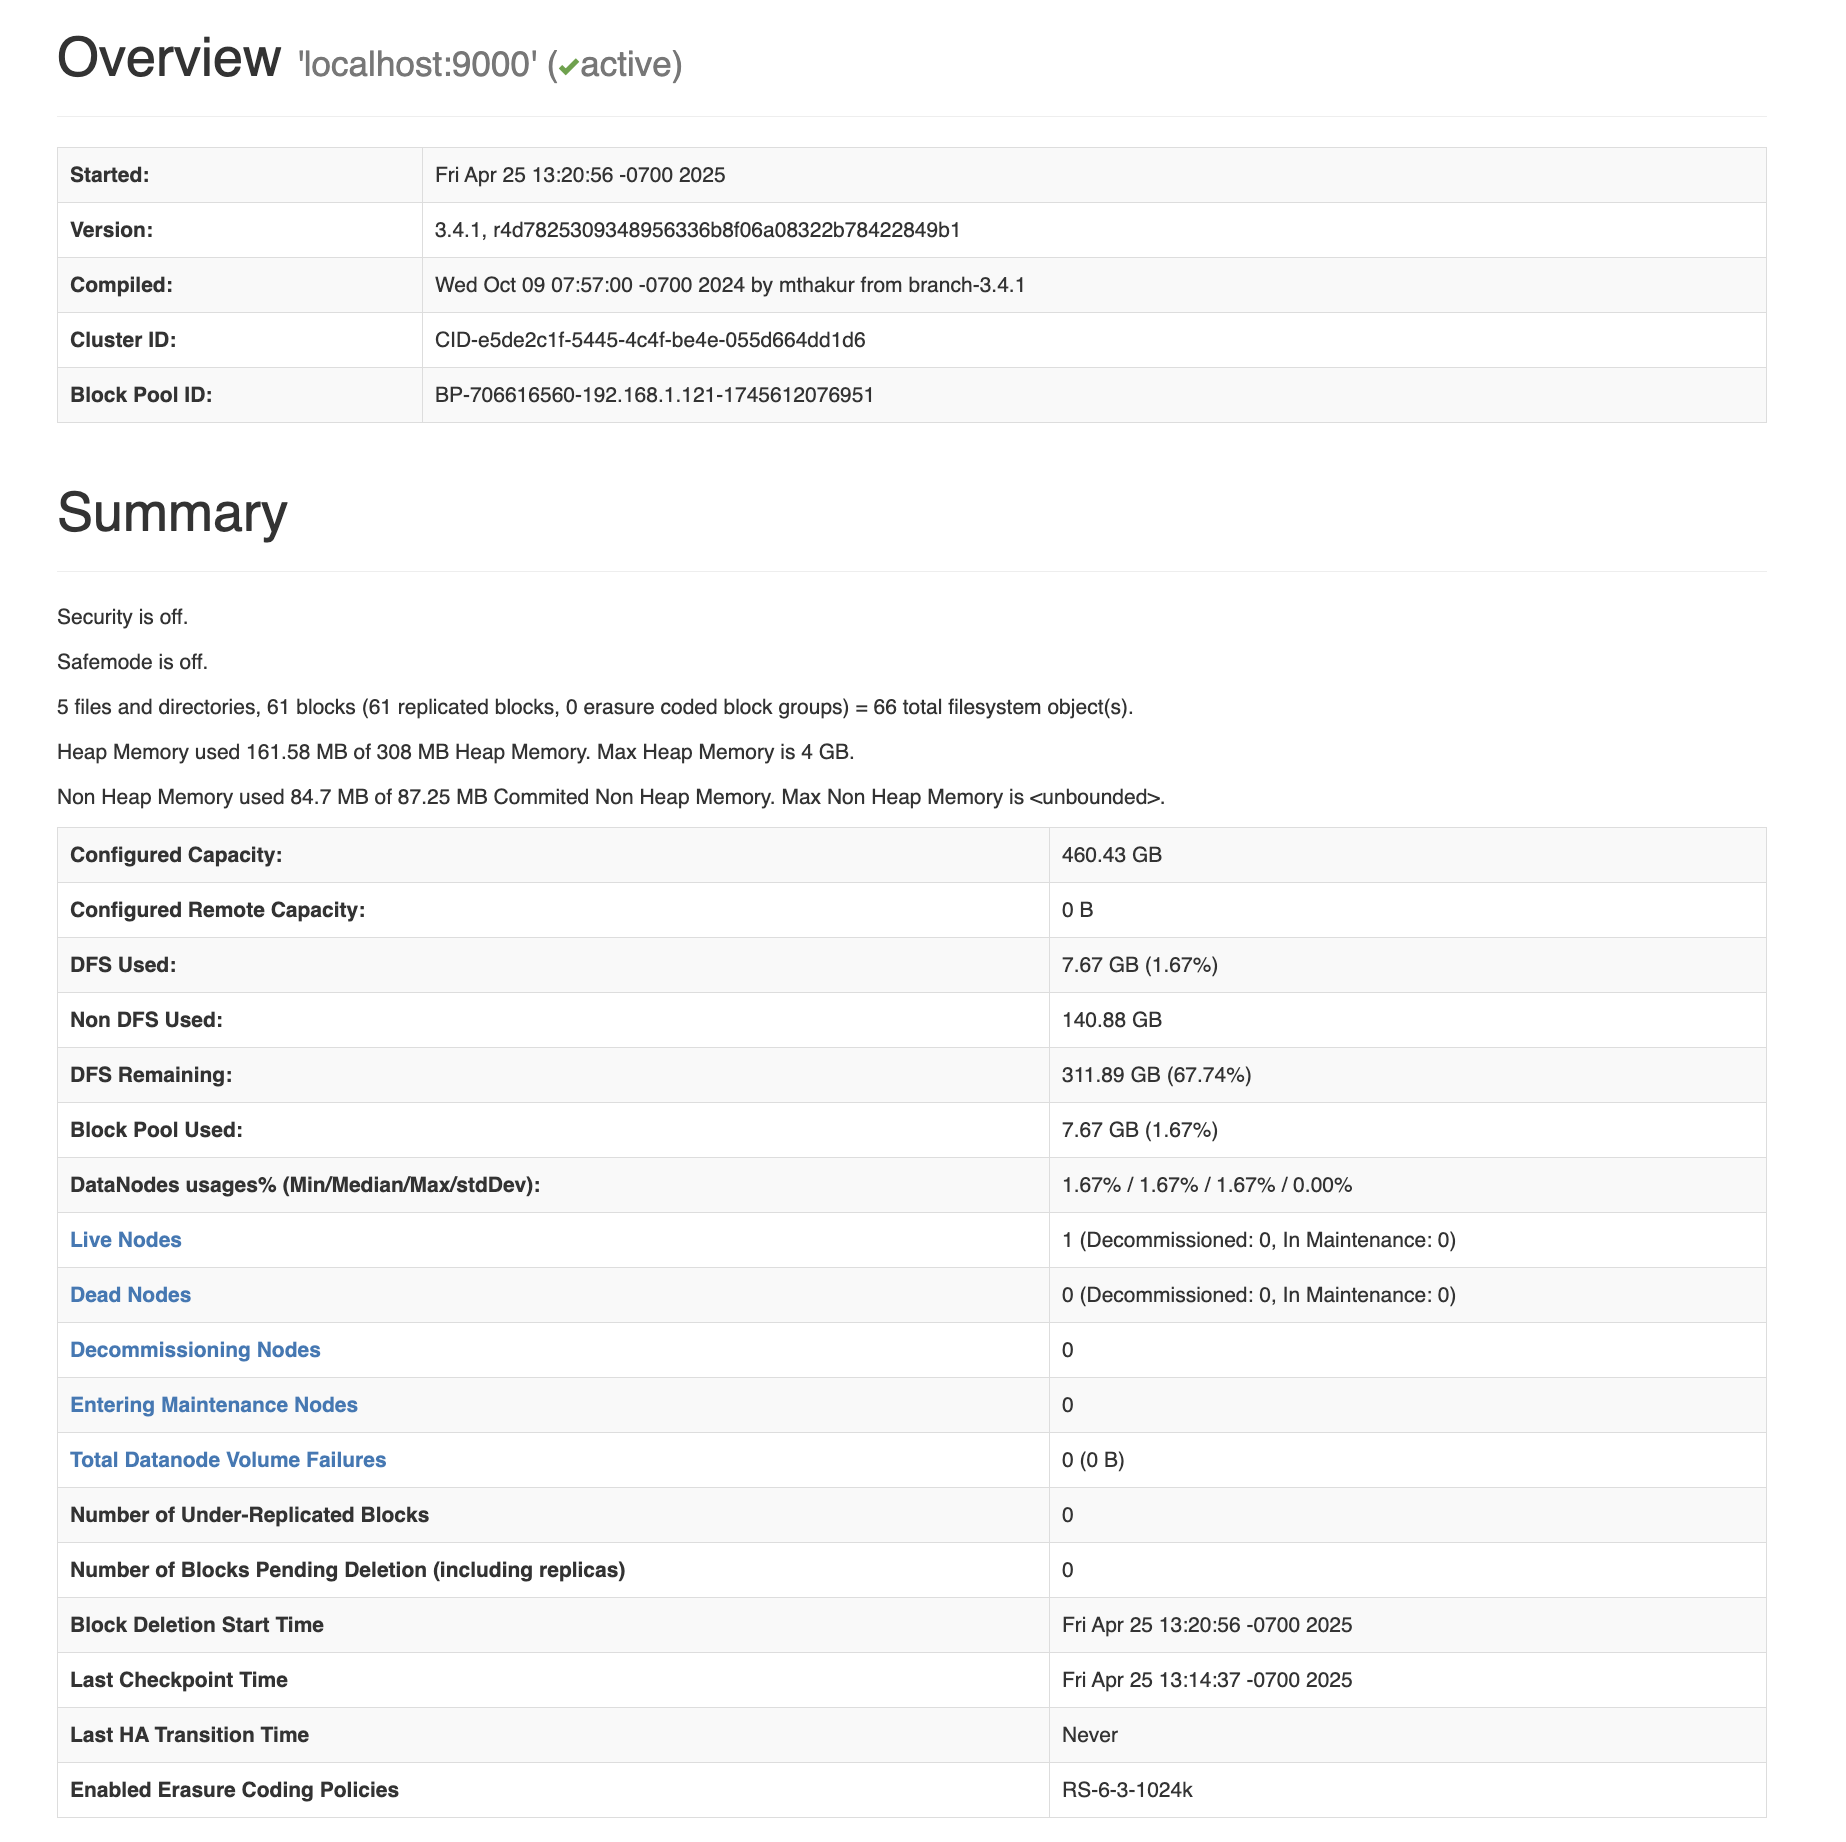 Overview 'localhost:9000' (✔active)
Started: Fri Apr 25 13:20:56 -0700 2025
Version: 3.4.1, r4d7825309348956336b8f06a08322b78422849b1
Compiled: Wed Oct 09 07:57:00 -0700 2024 by mthakur from branch-3.4.1
Cluster ID: CID-e5de2c1f-5445-4c4f-be4e-055d664dd1d6
Block Pool ID: BP-706616560-192.168.1.121-1745612076951
Summary
Security is off.
Safemode is off.
5 files and directories, 61 blocks (61 replicated blocks, 0 erasure coded block groups) = 66 total filesystem object(s).
Heap Memory used 161.58 MB of 308 MB Heap Memory. Max Heap Memory is 4 GB.
Non Heap Memory used 84.7 MB of 87.25 MB Commited Non Heap Memory. Max Non Heap Memory is <unbounded>.
Configured Capacity: 460.43 GB
Configured Remote Capacity: 0 B
DFS Used: 7.67 GB (1.67%)
Non DFS Used: 140.88 GB
DFS Remaining: 311.89 GB (67.74%)
Block Pool Used: 7.67 GB (1.67%)
DataNodes usages% (Min/Median/Max/stdDev): 1.67% / 1.67% / 1.67% / 0.00%
Live Nodes 1 (Decommissioned: 0, In Maintenance: 0)
Dead Nodes 0 (Decommissioned: 0, In Maintenance: 0)
Decommissioning Nodes 0
Entering Maintenance Nodes 0
Total Datanode Volume Failures 0 (0 B)
Number of Under-Replicated Blocks 0
Number of Blocks Pending Deletion (including replicas) 0
Block Deletion Start Time Fri Apr 25 13:20:56 -0700 2025
Last Checkpoint Time Fri Apr 25 13:14:37 -0700 2025
Last HA Transition Time Never
Enabled Erasure Coding Policies RS-6-3-1024k